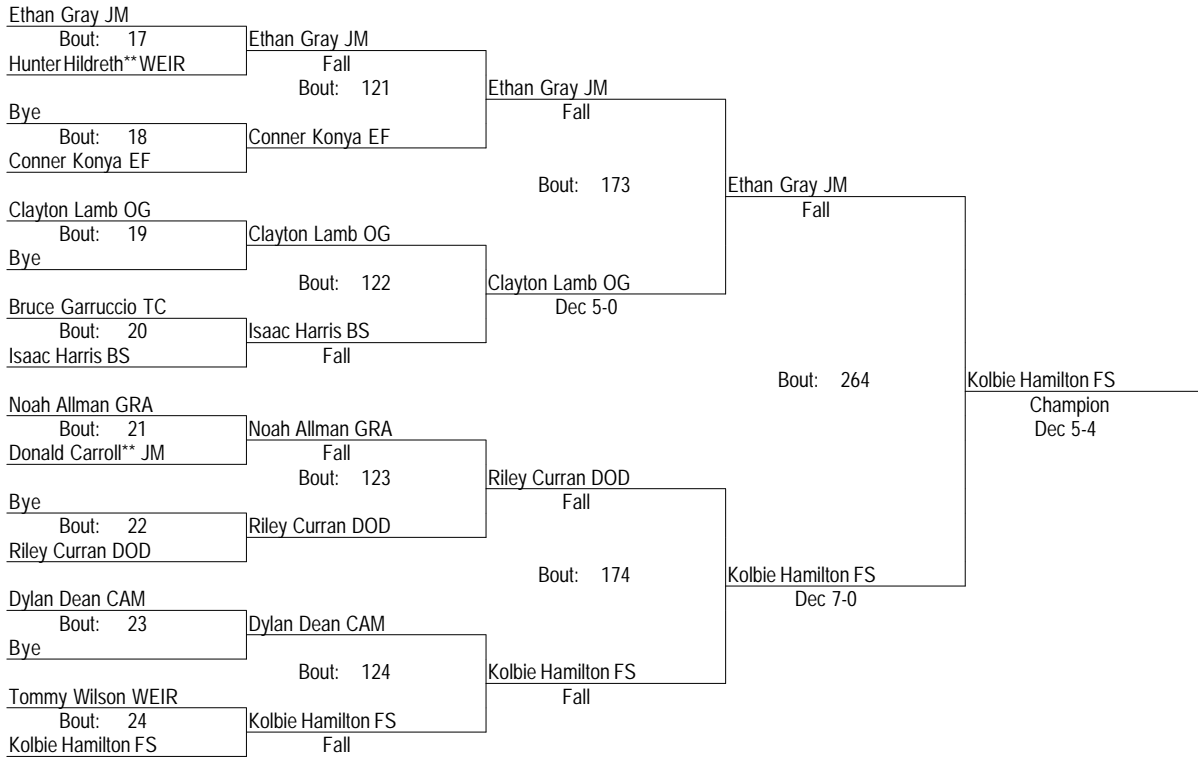 Ethan Gray JM
Bout: 17
Ethan Gray JM
Hunter Hildreth** WEIR
Fall
Bout: 121
Ethan Gray JM
Bye
Fall
Bout: 18
Conner Konya EF
Conner Konya EF
Bout: 173
Ethan Gray JM
Clayton Lamb OG
Fall
Bout: 19
Clayton Lamb OG
Bye
Bout: 122
Clayton Lamb OG
Bruce Garruccio TC
Dec 5-0
Bout: 20
Isaac Harris BS
Isaac Harris BS
Fall
Bout: 264
Kolbie Hamilton FS
Noah Allman GRA
Champion
Bout: 21
Noah Allman GRA
Dec 5-4
Donald Carroll** JM
Fall
Bout: 123
Riley Curran DOD
Bye
Fall
Bout: 22
Riley Curran DOD
Riley Curran DOD
Bout: 174
Kolbie Hamilton FS
Dylan Dean CAM
Dec 7-0
Bout: 23
Dylan Dean CAM
Bye
Bout: 124
Kolbie Hamilton FS
Tommy Wilson WEIR
Fall
Bout: 24
Kolbie Hamilton FS
Kolbie Hamilton FS
Fall